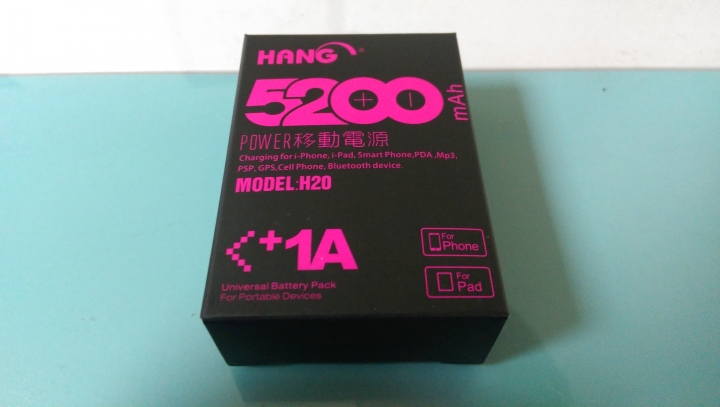 HANG®
5200 mAh
POWER移動電源
Charging for i-Phone, i-Pad, Smart Phone,PDA ,Mp3,
PSP, GPS,Cell Phone, Bluetooth device.
MODEL:H20
<+1A
For Phone
Universal Battery Pack
For Portable Devices
For Pad